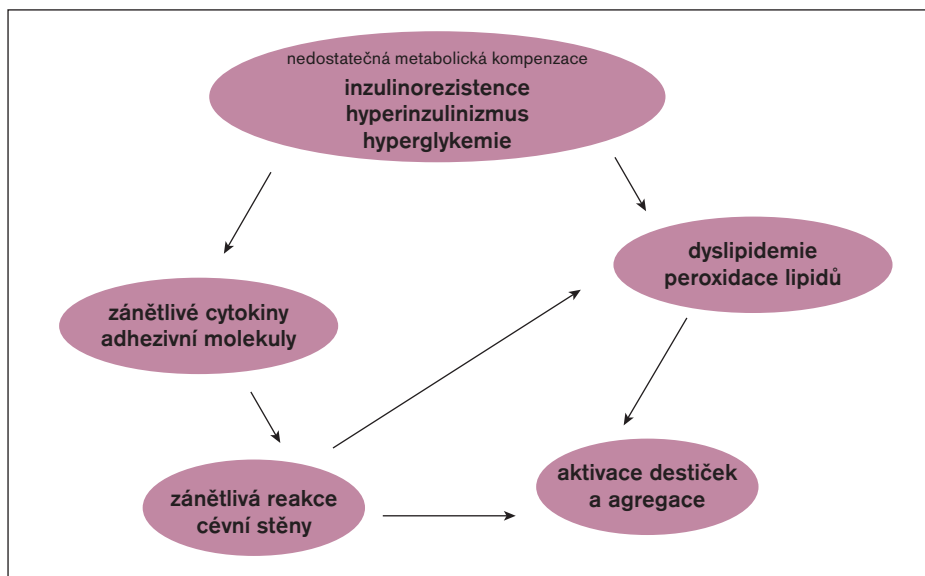 nedostatečná metabolická kompenzace
inzulinorezistence
hyperinzulinizmus
hyperglykemie
dyslipidemie
peroxidace lipidů
zánětlivé cytokiny
adhezivní molekuly
zánětlivá reakce
cévní stěny
aktivace destiček
a agregace